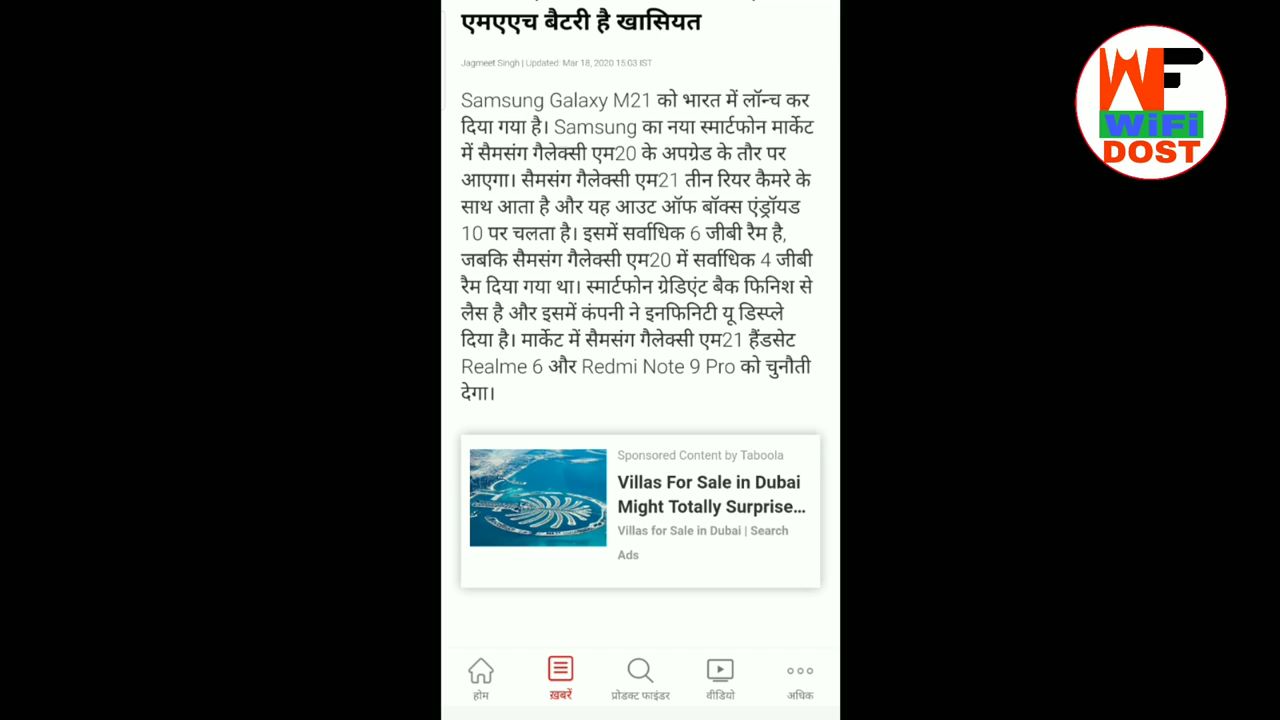 एमएएच बैटरी है खासियत
Jagmeet Singh | Updated: Mar 18, 2020 15:03 IST
Samsung Galaxy M21 को भारत में लॉन्च कर
दिया गया है। Samsung का नया स्मार्टफोन मार्केट
में सैमसंग गैलेक्सी एम20 के अपग्रेड के तौर पर
आएगा। सैमसंग गैलेक्सी एम21 तीन रियर कैमरे के
साथ आता है और यह आउट ऑफ बॉक्स एंड्रॉयड
10 पर चलता है। इसमें सर्वाधिक 6 जीबी रैम है,
जबकि सैमसंग गैलेक्सी एम20 में सर्वाधिक 4 जीबी
रैम दिया गया था। स्मार्टफोन ग्रेडिएंट बैक फिनिश से
लैस है और इसमें कंपनी ने इनफिनिटी यू डिस्प्ले
दिया है। मार्केट में सैमसंग गैलेक्सी एम21 हैंडसेट
Realme 6 और Redmi Note 9 Pro को चुनौती
देगा।
Sponsored Content by Taboola
Villas For Sale in Dubai
Might Totally Surprise...
Villas for Sale in Dubai | Search
Ads
होम
ख़बरें
प्रोडक्ट फाइंडर
वीडियो
अधिक
WF
WiFi
DOST